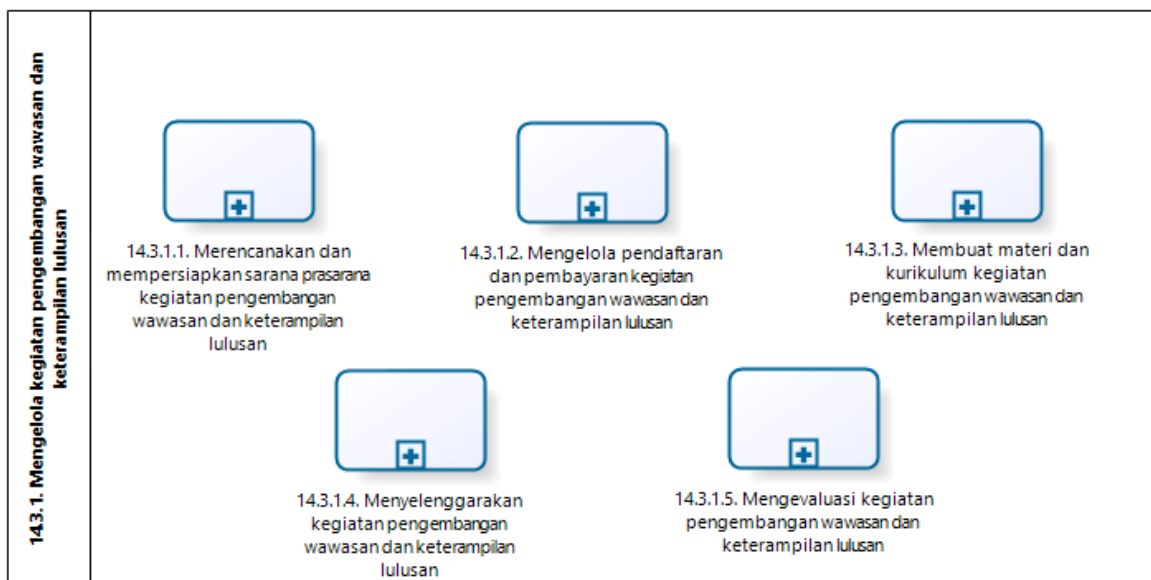 14.3.1. Mengelola kegiatan pengembangan wawasan dan
keterampilan lulusan
14.3.1.1. Merencanakan dan
mempersiapkan sarana prasarana
kegiatan pengembangan
wawasan dan keterampilan
lulusan
14.3.1.2. Mengelola pendaftaran
dan pembayaran kegiatan
pengembangan wawasan dan
keterampilan lulusan
14.3.1.3. Membuat materi dan
kurikulum kegiatan
pengembangan wawasan dan
keterampilan lulusan
14.3.1.4. Menyelenggarakan
kegiatan pengembangan
wawasan dan keterampilan
lulusan
14.3.1.5. Mengevaluasi kegiatan
pengembangan wawasan dan
keterampilan lulusan